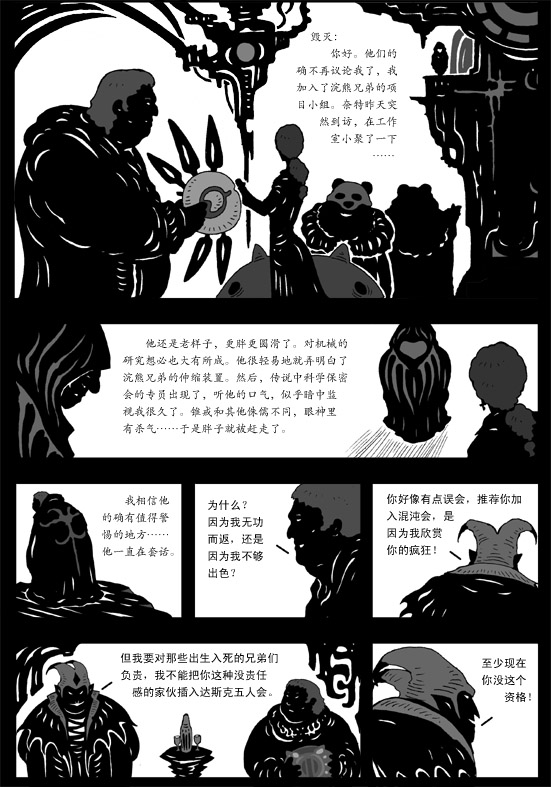 毁灭：
你好。他们的
确不再议论我了，我
加入了浣熊兄弟的项
目小组。奈特昨天突
然到访，在工作
室小聚了一下
……
他还是老样子，更胖更圆滑了。对机械的
研究想必也大有所成。他很轻易地就弄明白了
浣熊兄弟的伸缩装置。然后，传说中科学保密
会的专员出现了，听他的口气，似乎暗中监
视我很久了。锥戒和其他侏儒不同，眼神里
有杀气……于是胖子就被赶走了。
我相信他
的确有值得警
惕的地方……
他一直在套话。
为什么？
因为我无功
而返，还是
因为我不够
出色？
你好像有点误会，推荐你加
入混沌会，是
因为我欣赏
你的疯狂！
但我要对那些出生入死的兄弟们
负责，我不能把你这种没责任
感的家伙插入达斯克五人会。
至少现在
你没这个
资格！